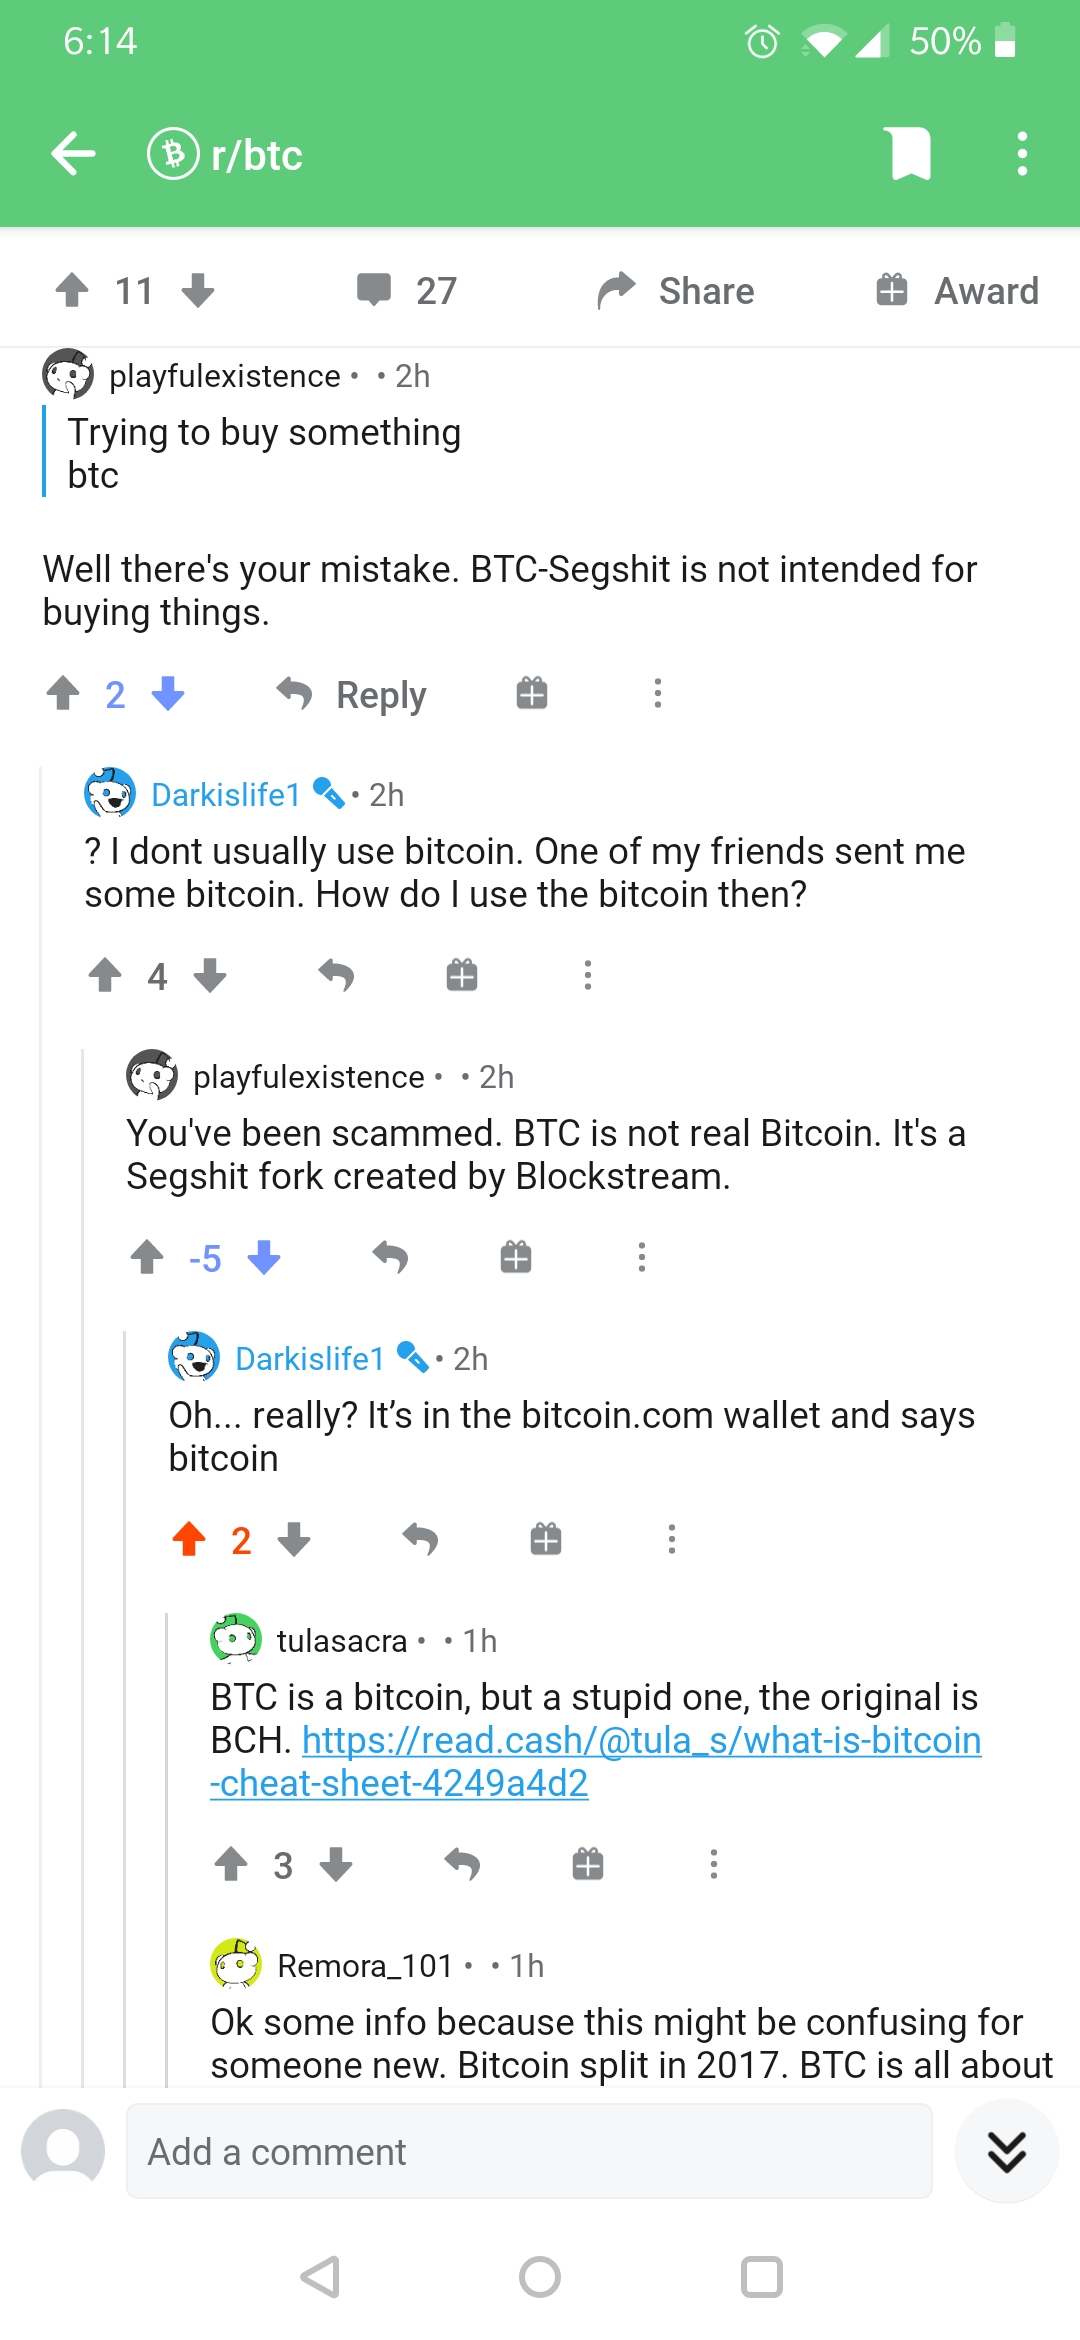 6:14
50%
r/btc
11
27
Share
Award
playfulexistence • • 2h
Trying to buy something
btc
Well there's your mistake. BTC-Segshit is not intended for
buying things.
2
Reply
Darkislife1 • 2h
? I dont usually use bitcoin. One of my friends sent me
some bitcoin. How do I use the bitcoin then?
4
playfulexistence • • 2h
You've been scammed. BTC is not real Bitcoin. It's a
Segshit fork created by Blockstream.
-5
Darkislife1 • 2h
Oh... really? It’s in the bitcoin.com wallet and says
bitcoin
2
tulasacra • • 1h
BTC is a bitcoin, but a stupid one, the original is
BCH. https://read.cash/@tula_s/what-is-bitcoin
-cheat-sheet-4249a4d2
3
Remora_101 • • 1h
Ok some info because this might be confusing for
someone new. Bitcoin split in 2017. BTC is all about
Add a comment